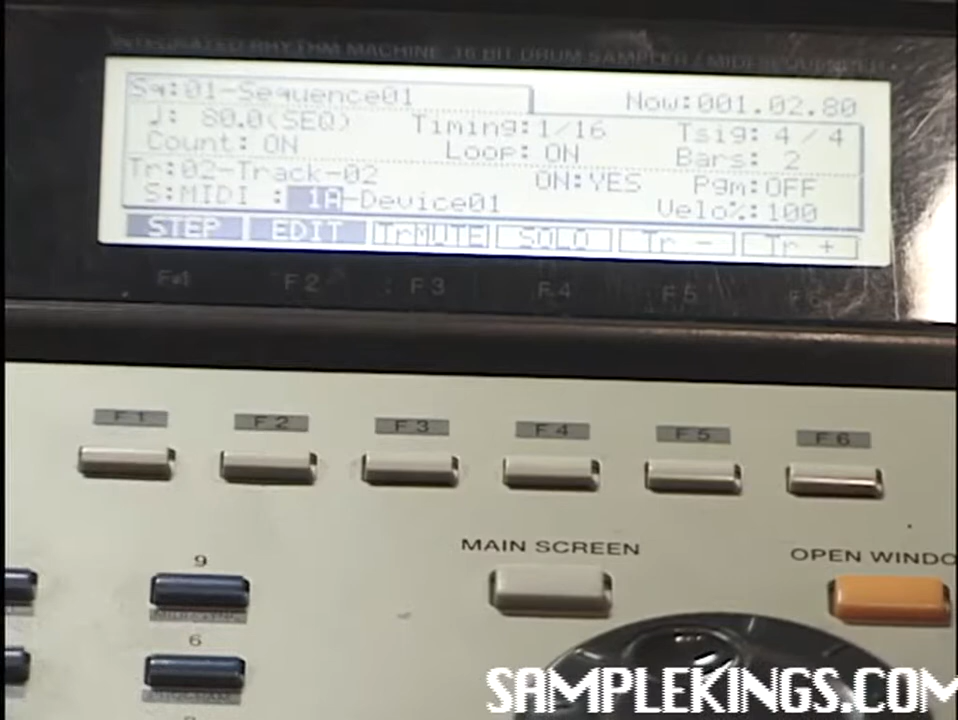 INTEGRATED RHYTHM MACHINE 16 BIT DRUM SAMPLER / MIDI SEQUENCER
Sq:01-Sequence01
Now:001.02.80
♩: 80.0(SEQ)
Timing:1/16
Tsig: 4 / 4
Count: ON
Loop: ON
Bars: 2
Tr:02-Track-02
ON:YES
Pgm:OFF
S:MIDI : 1A-Device01
Velo%:100
STEP EDIT TrMUTE SOLO Tr - Tr +
F1 F2 F3 F4 F5 F6
F1 F2 F3 F4 F5 F6
MAIN SCREEN
OPEN WINDO
9
6
SAMPLEKINGS.COM